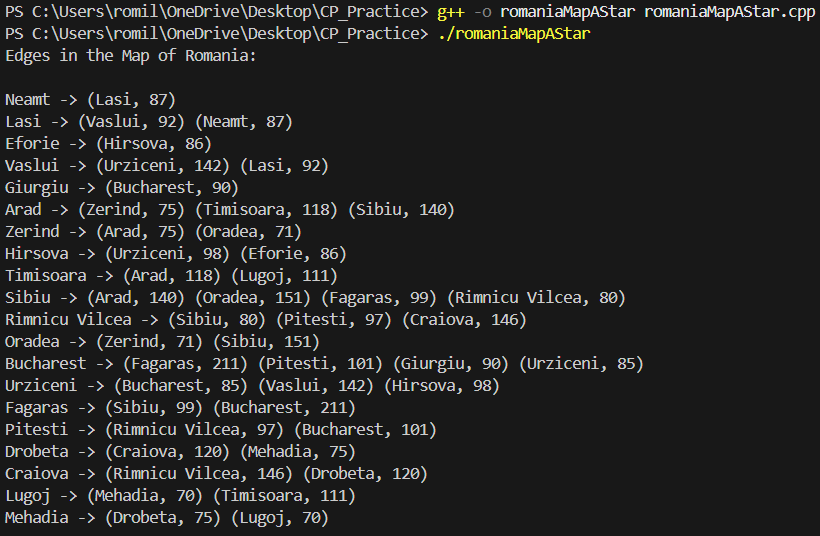 PS C:\Users\romil\OneDrive\Desktop\CP_Practice> g++ -o romaniaMapAStar romaniaMapAStar.cpp
PS C:\Users\romil\OneDrive\Desktop\CP_Practice> ./romaniaMapAStar
Edges in the Map of Romania:

Neamt -> (Lasi, 87)
Lasi -> (Vaslui, 92) (Neamt, 87)
Eforie -> (Hirsova, 86)
Vaslui -> (Urziceni, 142) (Lasi, 92)
Giurgiu -> (Bucharest, 90)
Arad -> (Zerind, 75) (Timisoara, 118) (Sibiu, 140)
Zerind -> (Arad, 75) (Oradea, 71)
Hirsova -> (Urziceni, 98) (Eforie, 86)
Timisoara -> (Arad, 118) (Lugoj, 111)
Sibiu -> (Arad, 140) (Oradea, 151) (Fagaras, 99) (Rimnicu Vilcea, 80)
Rimnicu Vilcea -> (Sibiu, 80) (Pitesti, 97) (Craiova, 146)
Oradea -> (Zerind, 71) (Sibiu, 151)
Bucharest -> (Fagaras, 211) (Pitesti, 101) (Giurgiu, 90) (Urziceni, 85)
Urziceni -> (Bucharest, 85) (Vaslui, 142) (Hirsova, 98)
Fagaras -> (Sibiu, 99) (Bucharest, 211)
Pitesti -> (Rimnicu Vilcea, 97) (Bucharest, 101)
Drobeta -> (Craiova, 120) (Mehadia, 75)
Craiova -> (Rimnicu Vilcea, 146) (Drobeta, 120)
Lugoj -> (Mehadia, 70) (Timisoara, 111)
Mehadia -> (Drobeta, 75) (Lugoj, 70)